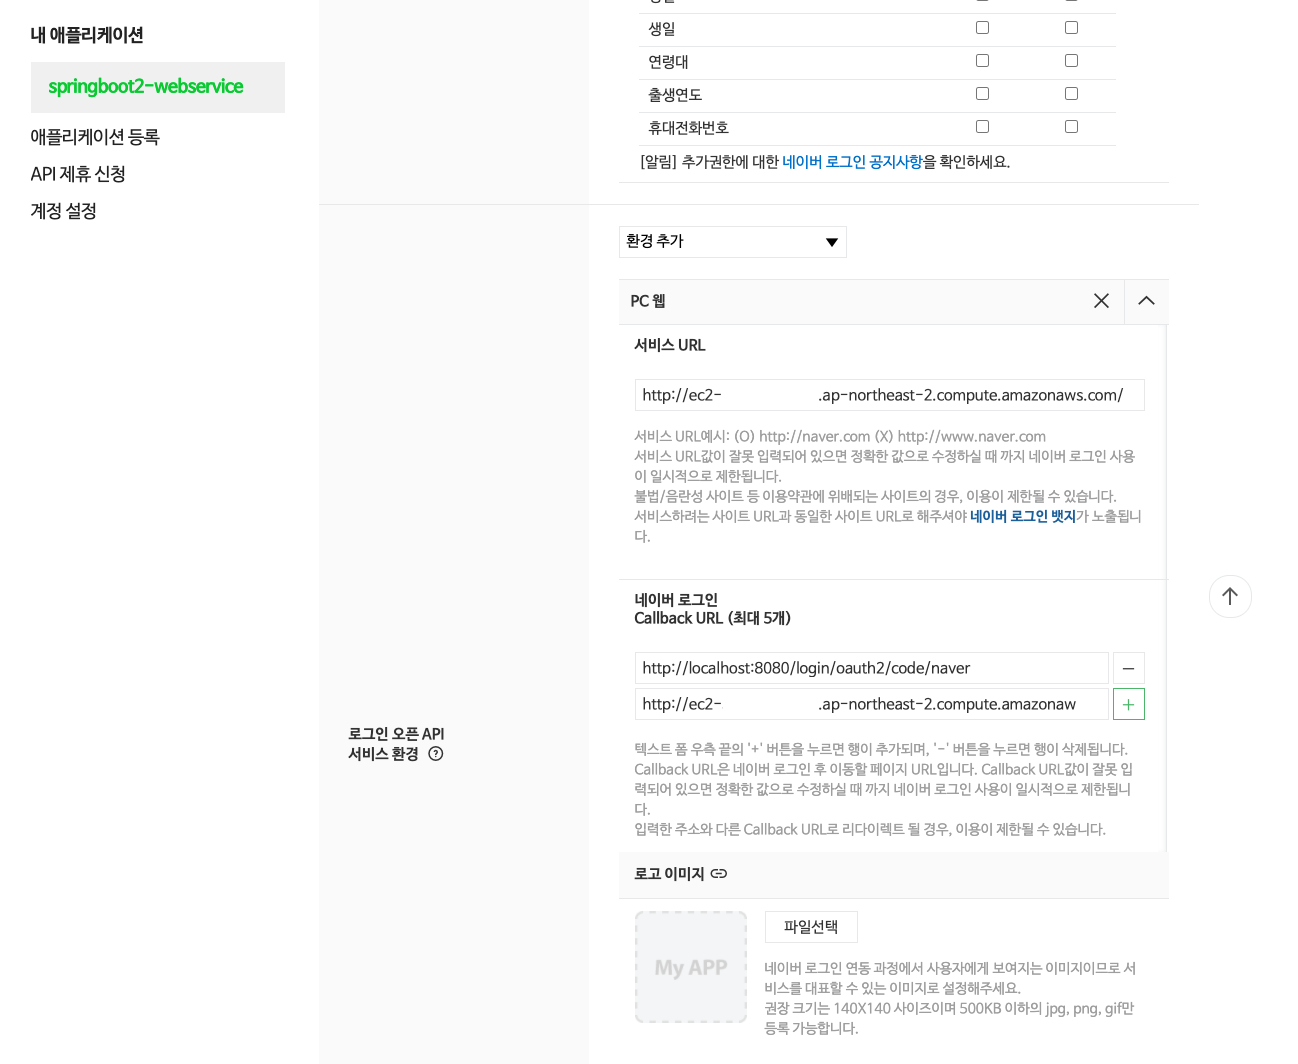 내 애플리케이션
springboot2-webservice
애플리케이션 등록
API 제휴 신청
계정 설정
생일
연령대
출생연도
휴대전화번호
[알림] 추가권한에 대한 네이버 로그인 공지사항을 확인하세요.
로그인 오픈 API
서비스 환경 ?
환경 추가
PC 웹
서비스 URL
http://ec2- .ap-northeast-2.compute.amazonaws.com/
서비스 URL예시: (O) http://naver.com (X) http://www.naver.com
서비스 URL값이 잘못 입력되어 있으면 정확한 값으로 수정하실 때 까지 네이버 로그인 사용
이 일시적으로 제한됩니다.
불법/음란성 사이트 등 이용약관에 위배되는 사이트의 경우, 이용이 제한될 수 있습니다.
서비스하려는 사이트 URL과 동일한 사이트 URL로 해주셔야 네이버 로그인 뱃지가 노출됩니
다.
네이버 로그인
Callback URL (최대 5개)
http://localhost:8080/login/oauth2/code/naver
http://ec2- .ap-northeast-2.compute.amazonaw
텍스트 폼 우측 끝의 '+' 버튼을 누르면 행이 추가되며, '-' 버튼을 누르면 행이 삭제됩니다.
Callback URL은 네이버 로그인 후 이동할 페이지 URL입니다. Callback URL값이 잘못 입
력되어 있으면 정확한 값으로 수정하실 때 까지 네이버 로그인 사용이 일시적으로 제한됩니
다.
입력한 주소와 다른 Callback URL로 리다이렉트 될 경우, 이용이 제한될 수 있습니다.
로고 이미지
My APP
파일선택
네이버 로그인 연동 과정에서 사용자에게 보여지는 이미지이므로 서
비스를 대표할 수 있는 이미지로 설정해주세요.
권장 크기는 140X140 사이즈이며 500KB 이하의 jpg, png, gif만
등록 가능합니다.